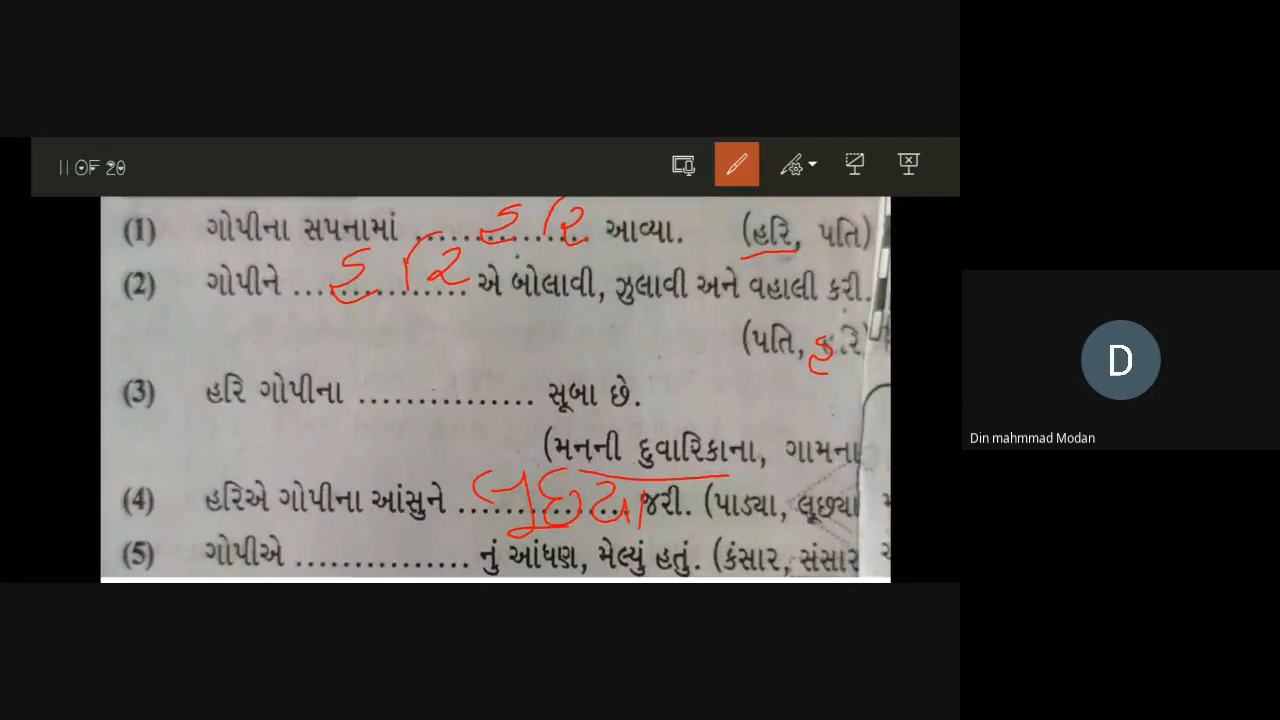 11 OF 20
(1) ગોપીના સપનામાં હરિ આવ્યા. (હરિ, પતિ)
(2) ગોપીને હરિ એ બોલાવી, ઝુલાવી અને વહાલી કરી.
(પતિ, હરિ)
(3) હરિ ગોપીના ............... સૂબા છે.
(મનની દુવારિકાના, ગામના
(4) હરિએ ગોપીના આંસુને લુછ્યા જરી. (પાડ્યા, લૂછ્યા
(5) ગોપીએ ............... નું આંધણ, મેલ્યું હતું. (કંસાર, સંસાર
D
Din mahmmad Modan